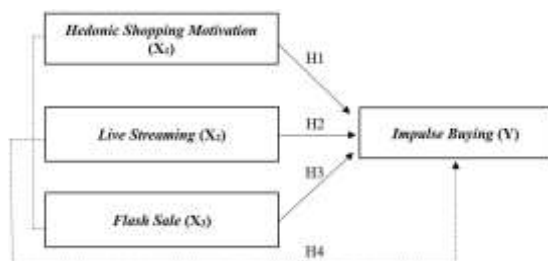 Hedonic Shopping Motivation
(X₁)
H1
Live Streaming (X₂)
H2
Impulse Buying (Y)
H3
Flash Sale (X₃)
H4